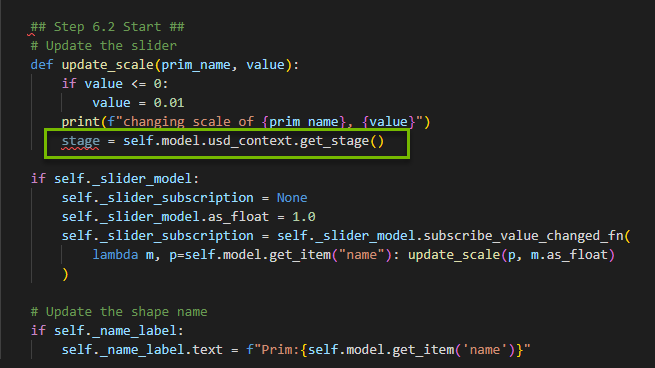 ## Step 6.2 Start ##
# Update the slider
def update_scale(prim_name, value):
    if value <= 0:
        value = 0.01
    print(f"changing scale of {prim_name}, {value}")
    stage = self.model.usd_context.get_stage()

if self._slider_model:
    self._slider_subscription = None
    self._slider_model.as_float = 1.0
    self._slider_subscription = self._slider_model.subscribe_value_changed_fn(
        lambda m, p=self.model.get_item("name"): update_scale(p, m.as_float)
    )

# Update the shape name
if self._name_label:
    self._name_label.text = f"Prim:{self.model.get_item('name')}"